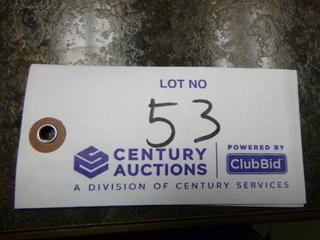 LOT NO
53
CENTURY AUCTIONS
POWERED BY
ClubBid
A DIVISION OF CENTURY SERVICES